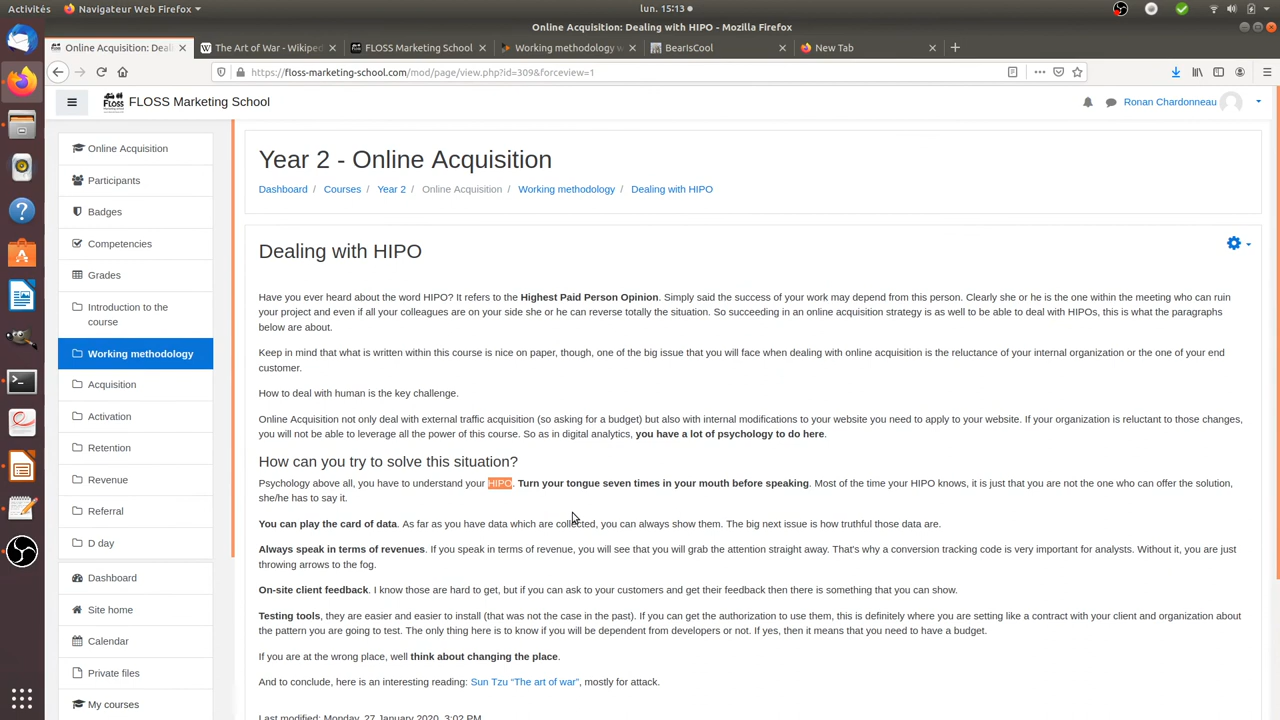 Activités
Navigateur Web Firefox
lun. 15:13
Online Acquisition: Dealing with HIPO - Mozilla Firefox
Online Acquisition: Deali
The Art of War - Wikiped
FLOSS Marketing School
Working methodology w
BearIsCool
New Tab
https://floss-marketing-school.com/mod/page/view.php?id=309&forceview=1
Floss
FLOSS Marketing School
Ronan Chardonneau
Online Acquisition
Participants
Badges
Competencies
Grades
Introduction to the
course
Working methodology
Acquisition
Activation
Retention
Revenue
Referral
D day
Dashboard
Site home
Calendar
Private files
My courses
Year 2 - Online Acquisition
Dashboard / Courses / Year 2 / Online Acquisition / Working methodology / Dealing with HIPO
Dealing with HIPO
Have you ever heard about the word HIPO? It refers to the Highest Paid Person Opinion. Simply said the success of your work may depend from this person. Clearly she or he is the one within the meeting who can ruin
your project and even if all your colleagues are on your side she or he can reverse totally the situation. So succeeding in an online acquisition strategy is as well to be able to deal with HIPOs, this is what the paragraphs
below are about.
Keep in mind that what is written within this course is nice on paper, though, one of the big issue that you will face when dealing with online acquisition is the reluctance of your internal organization or the one of your end
customer.
How to deal with human is the key challenge.
Online Acquisition not only deal with external traffic acquisition (so asking for a budget) but also with internal modifications to your website you need to apply to your website. If your organization is reluctant to those changes,
you will not be able to leverage all the power of this course. So as in digital analytics, you have a lot of psychology to do here.
How can you try to solve this situation?
Psychology above all, you have to understand your HIPO. Turn your tongue seven times in your mouth before speaking. Most of the time your HIPO knows, it is just that you are not the one who can offer the solution,
she/he has to say it.
You can play the card of data. As far as you have data which are collected, you can always show them. The big next issue is how truthful those data are.
Always speak in terms of revenues. If you speak in terms of revenue, you will see that you will grab the attention straight away. That's why a conversion tracking code is very important for analysts. Without it, you are just
throwing arrows to the fog.
On-site client feedback. I know those are hard to get, but if you can ask to your customers and get their feedback then there is something that you can show.
Testing tools, they are easier and easier to install (that was not the case in the past). If you can get the authorization to use them, this is definitely where you are setting like a contract with your client and organization about
the pattern you are going to test. The only thing here is to know if you will be dependent from developers or not. If yes, then it means that you need to have a budget.
If you are at the wrong place, well think about changing the place.
And to conclude, here is an interesting reading: Sun Tzu “The art of war”, mostly for attack.
Last modified: Monday, 27 January 2020, 3:02 PM